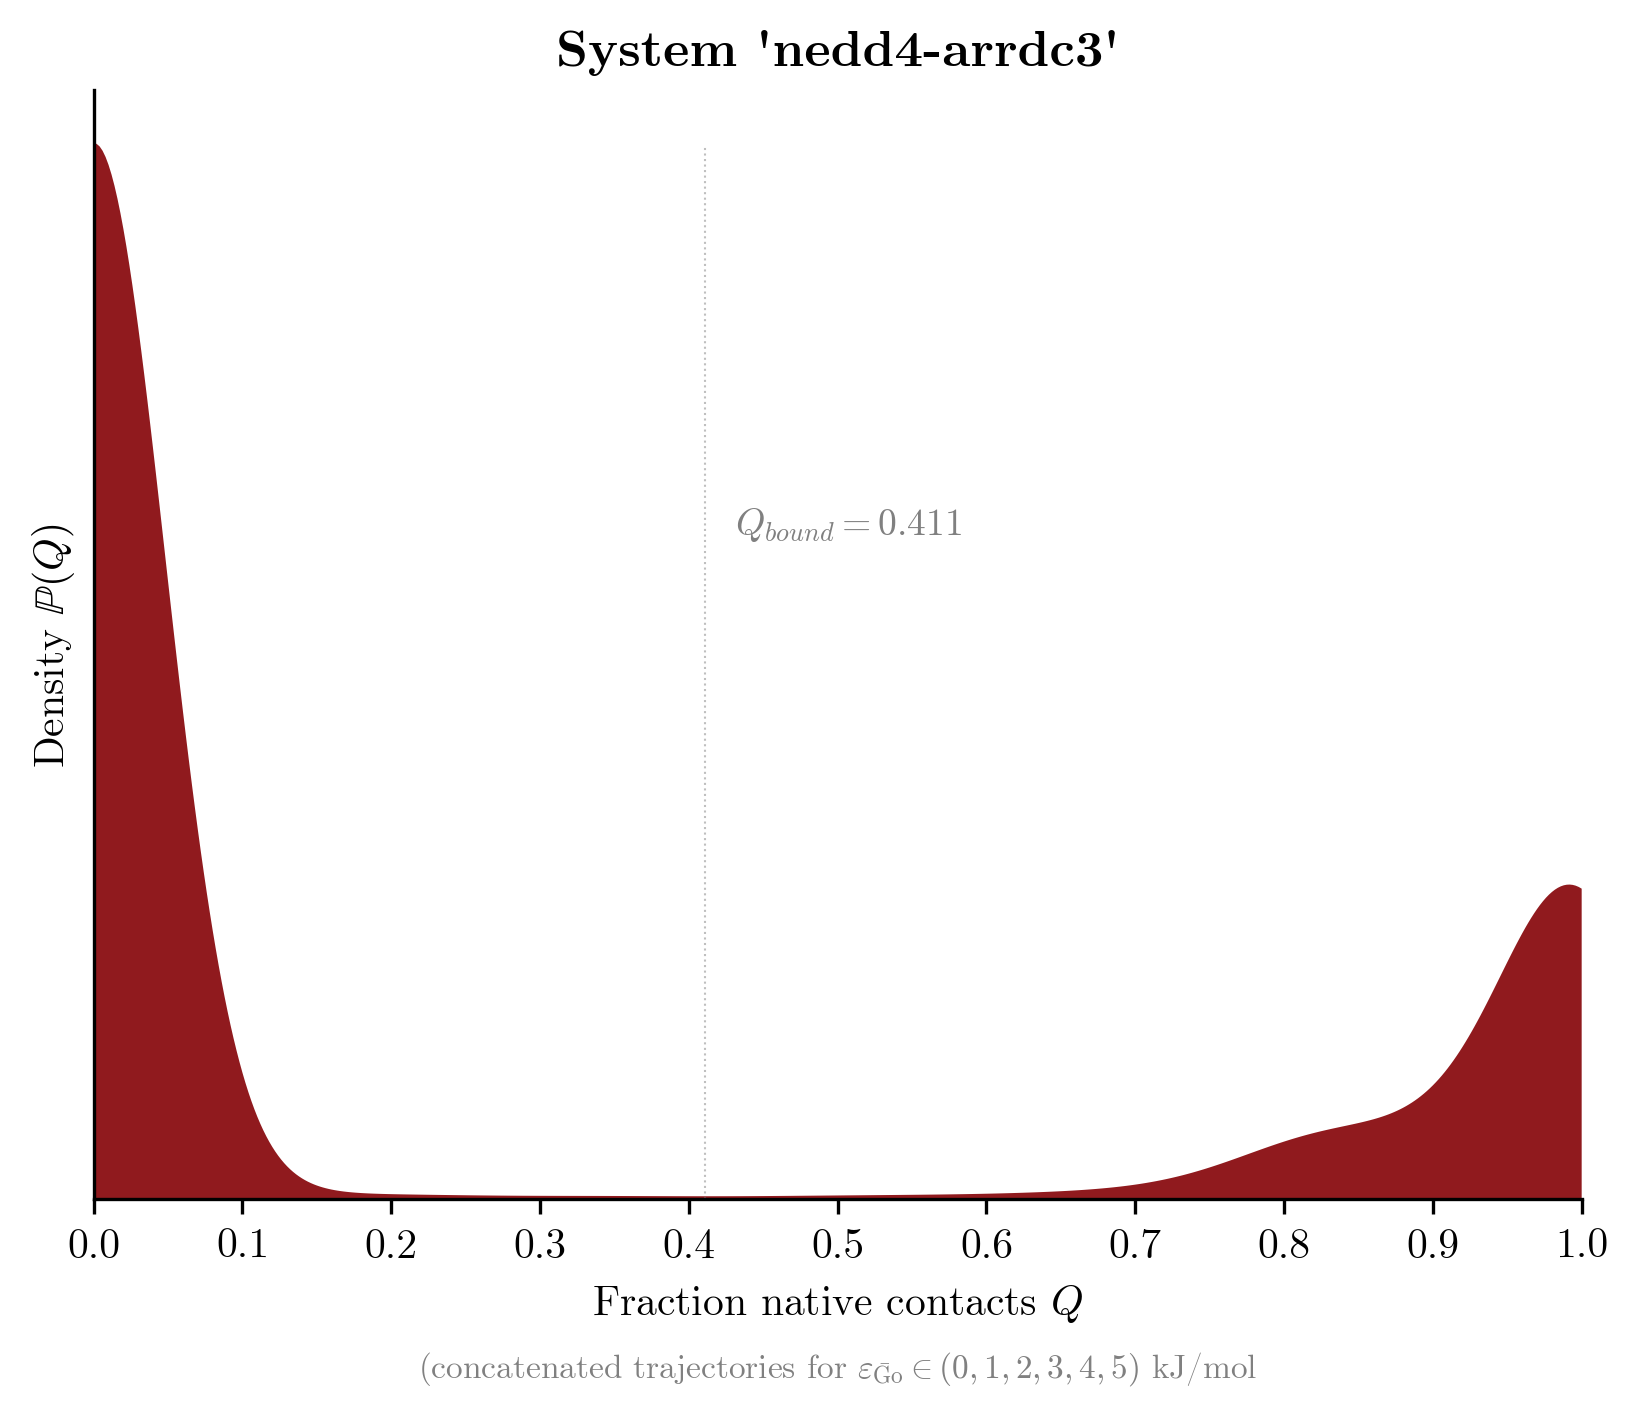 System 'nedd4-arrdc3'
Density ℙ(Q)
Q_bound = 0.411
0.0 0.1 0.2 0.3 0.4 0.5 0.6 0.7 0.8 0.9 1.0
Fraction native contacts Q
(concatenated trajectories for ε_Ḡo ∈ (0, 1, 2, 3, 4, 5) kJ/mol